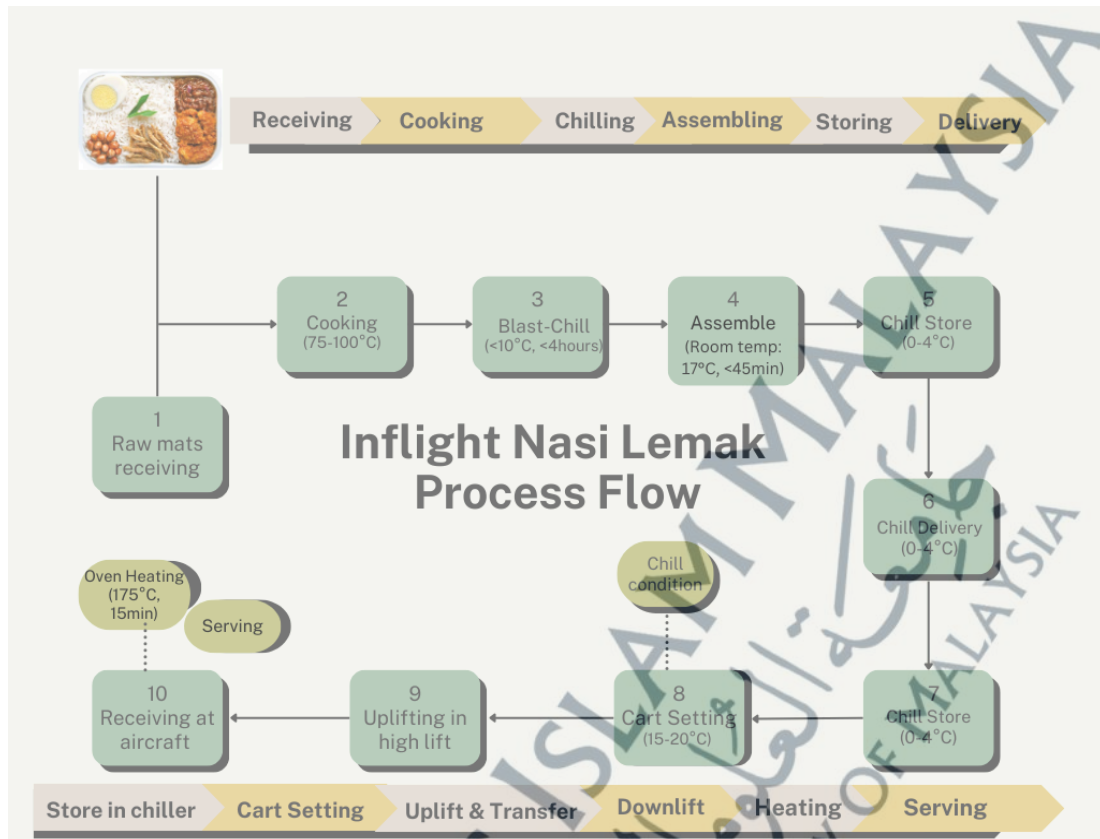 Receiving
Cooking
Chilling
Assembling
Storing
Delivery
2
Cooking
(75-100°C)
3
Blast-Chill
(<10°C, <4hours)
4
Assemble
(Room temp:
17°C, <45min)
5
Chill Store
(0-4°C)
1
Raw mats
receiving
Inflight Nasi Lemak
Process Flow
6
Chill Delivery
(0-4°C)
Oven Heating
(175°C,
15min)
Serving
Chill
condition
10
Receiving at
aircraft
9
Uplifting in
high lift
8
Cart Setting
(15-20°C)
7
Chill Store
(0-4°C)
Store in chiller
Cart Setting
Uplift & Transfer
Downlift
Heating
Serving
ISLAM MALAYSIA
OF MALAYSIA